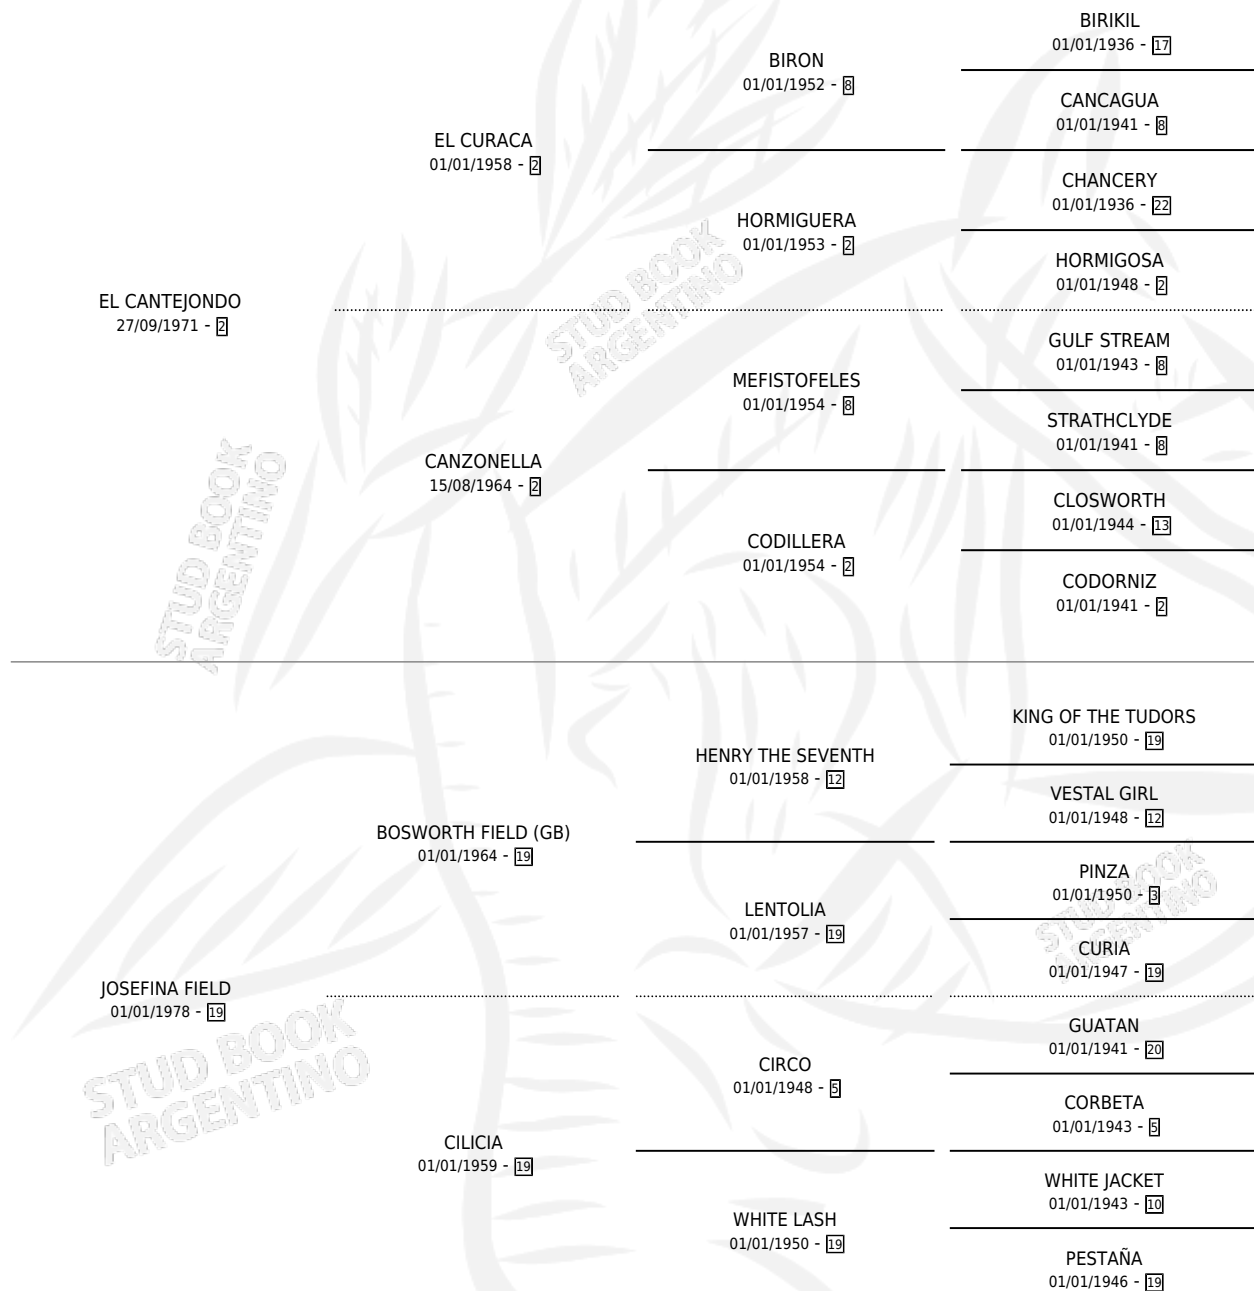 BIRIKIL
01/01/1936 - 17
BIRON
01/01/1952 - 8
CANCAGUA
01/01/1941 - 8
EL CURACA
01/01/1958 - 2
CHANCERY
01/01/1936 - 22
HORMIGUERA
01/01/1953 - 2
HORMIGOSA
01/01/1948 - 2
EL CANTEJONDO
27/09/1971 - 2
GULF STREAM
01/01/1943 - 8
MEFISTOFELES
01/01/1954 - 8
STRATHCLYDE
01/01/1941 - 8
CANZONELLA
15/08/1964 - 2
CLOSWORTH
01/01/1944 - 13
CODILLERA
01/01/1954 - 2
CODORNIZ
01/01/1941 - 2
STUD BOOK
ARGENTINO
STUD BOOK
ARGENTINO
KING OF THE TUDORS
01/01/1950 - 19
HENRY THE SEVENTH
01/01/1958 - 12
VESTAL GIRL
01/01/1948 - 12
BOSWORTH FIELD (GB)
01/01/1964 - 19
PINZA
01/01/1950 - 3
LENTOLIA
01/01/1957 - 19
CURIA
01/01/1947 - 19
STUD BOOK
ARGENTINO
JOSEFINA FIELD
01/01/1978 - 19
GUATAN
01/01/1941 - 20
CIRCO
01/01/1948 - 5
CORBETA
01/01/1943 - 5
STUD BOOK
ARGENTINO
CILICIA
01/01/1959 - 19
WHITE JACKET
01/01/1943 - 10
WHITE LASH
01/01/1950 - 19
PESTAÑA
01/01/1946 - 19